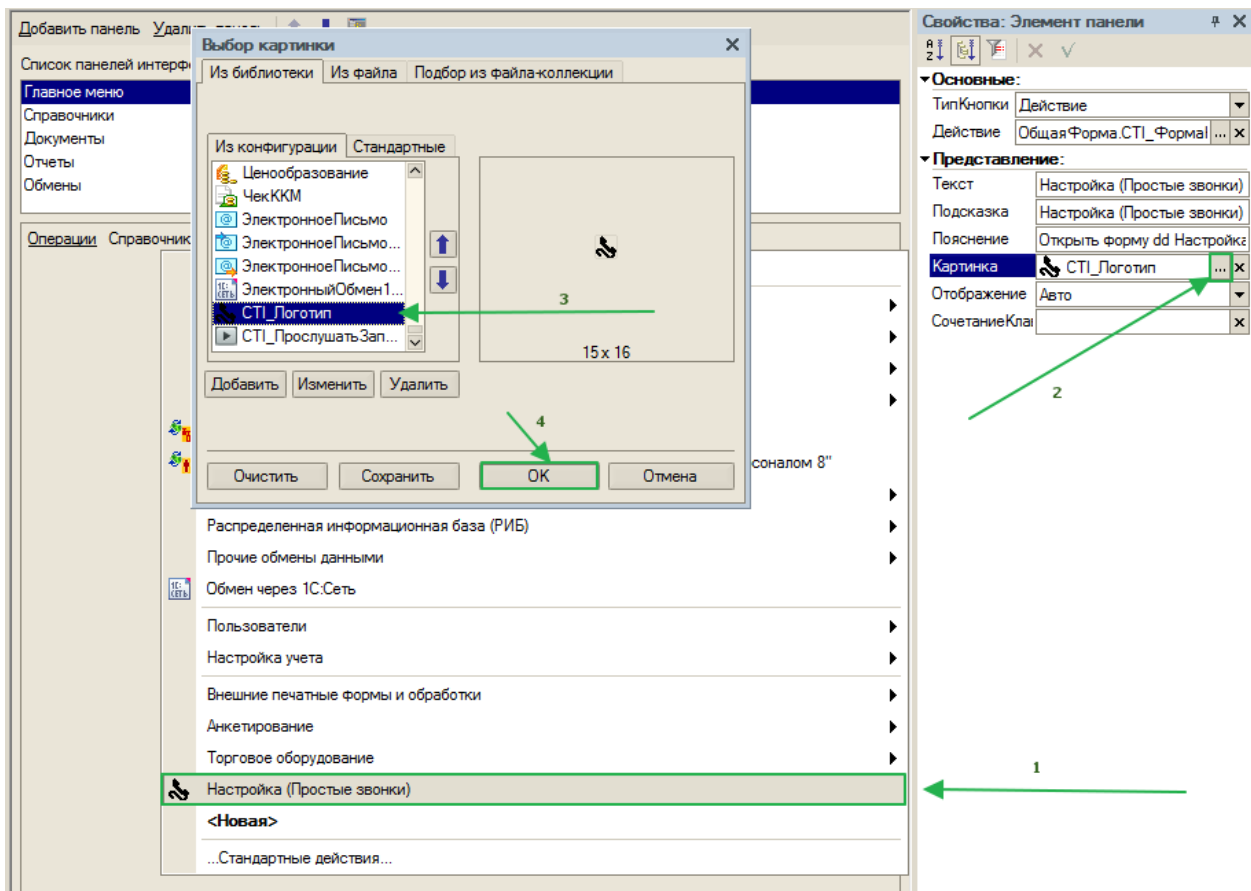 Добавить панель
Список панелей интерф
Главное меню
Справочники
Документы
Отчеты
Обмены
Операции Справочник
Выбор картинки
Из библиотеки Из файла Подбор из файла-коллекции
Из конфигурации Стандартные
Ценообразование
ЧекККМ
ЭлектронноеПисьмо
ЭлектронноеПисьмо...
ЭлектронноеПисьмо...
ЭлектронныйОбмен1...
CTI_Логотип
CTI_ПрослушатьЗап...
15 x 16
3
Добавить Изменить Удалить
4
Очистить Сохранить OK Отмена
соналом 8"
Распределенная информационная база (РИБ)
Прочие обмены данными
Обмен через 1С:Сеть
Пользователи
Настройка учета
Внешние печатные формы и обработки
Анкетирование
Торговое оборудование
Настройка (Простые звонки)
<Новая>
...Стандартные действия...
Свойства: Элемент панели
Основные:
ТипКнопки Действие
Действие ОбщаяФорма.CTI_Форма ...
Представление:
Текст Настройка (Простые звонки)
Подсказка Настройка (Простые звонки)
Пояснение Открыть форму dd Настройка
Картинка CTI_Логотип ...
Отображение Авто
СочетаниеКла
2
1